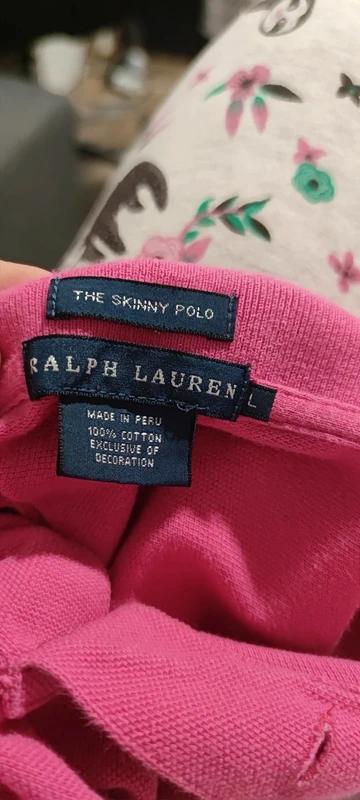 THE SKINNY POLO
RALPH LAUREN
L
MADE IN PERU
100% COTTON
EXCLUSIVE OF
DECORATION